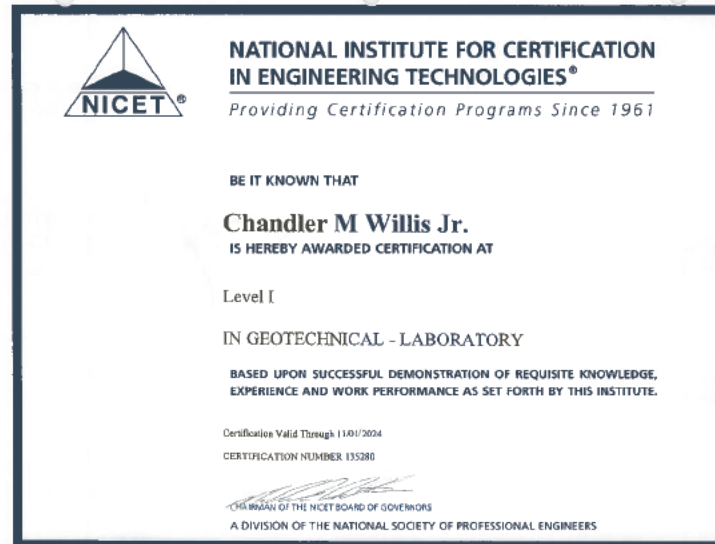 NICET®
NATIONAL INSTITUTE FOR CERTIFICATION
IN ENGINEERING TECHNOLOGIES®
Providing Certification Programs Since 1961
BE IT KNOWN THAT
Chandler M Willis Jr.
IS HEREBY AWARDED CERTIFICATION AT
Level I
IN GEOTECHNICAL - LABORATORY
BASED UPON SUCCESSFUL DEMONSTRATION OF REQUISITE KNOWLEDGE,
EXPERIENCE AND WORK PERFORMANCE AS SET FORTH BY THIS INSTITUTE.
Certification Valid Through 11/01/2024
CERTIFICATION NUMBER 135280
CHAIRMAN OF THE NICET BOARD OF GOVERNORS
A DIVISION OF THE NATIONAL SOCIETY OF PROFESSIONAL ENGINEERS